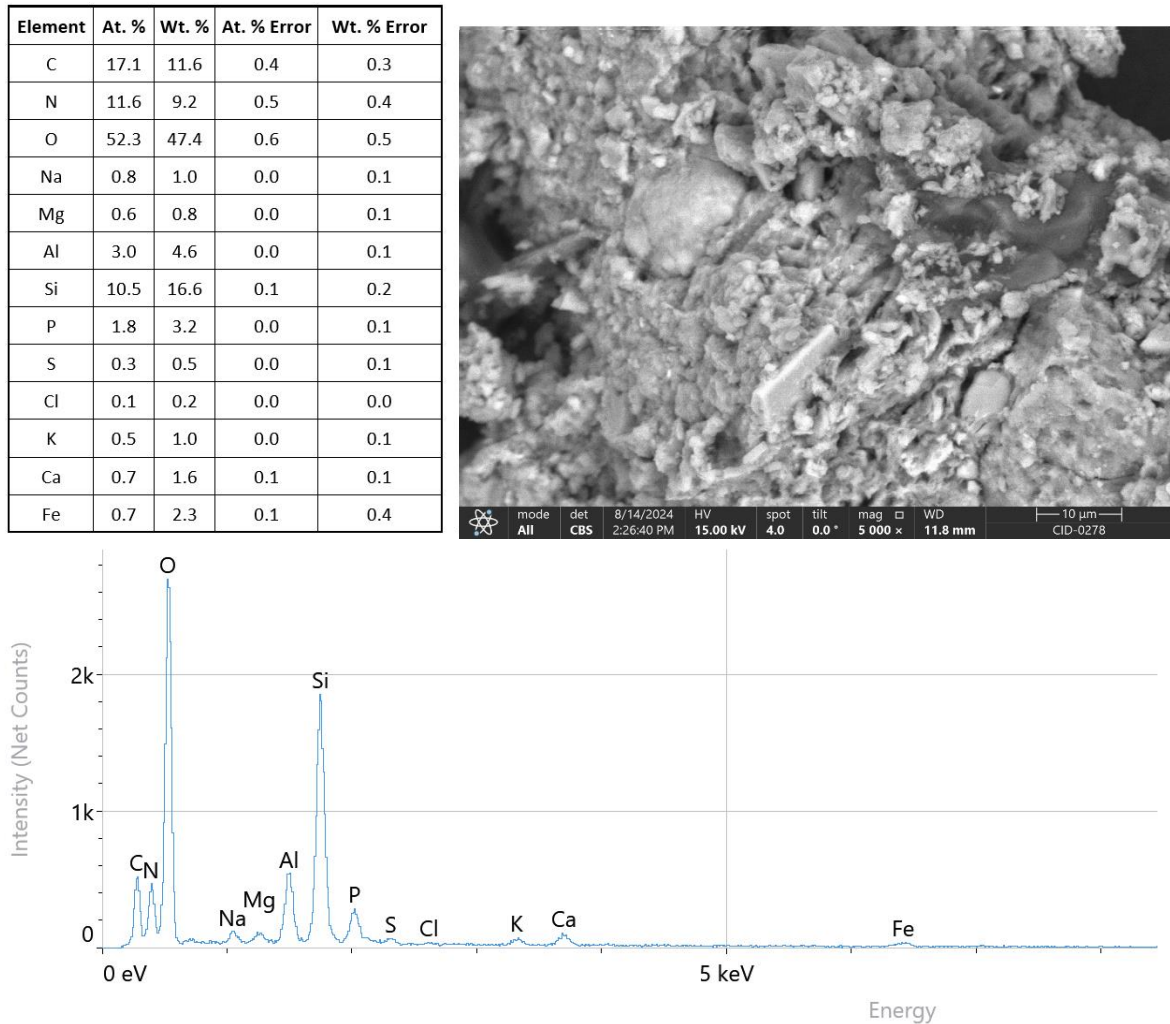 Element At. % Wt. % At. % Error Wt. % Error
C 17.1 11.6 0.4 0.3
N 11.6 9.2 0.5 0.4
O 52.3 47.4 0.6 0.5
Na 0.8 1.0 0.0 0.1
Mg 0.6 0.8 0.0 0.1
Al 3.0 4.6 0.0 0.1
Si 10.5 16.6 0.1 0.2
P 1.8 3.2 0.0 0.1
S 0.3 0.5 0.0 0.1
Cl 0.1 0.2 0.0 0.0
K 0.5 1.0 0.0 0.1
Ca 0.7 1.6 0.1 0.1
Fe 0.7 2.3 0.1 0.4
mode det 8/14/2024 HV spot tilt mag WD 10 µm
All CBS 2:26:40 PM 15.00 kV 4.0 0.0 ° 5 000 × 11.8 mm CID-0278
Intensity (Net Counts)
2k
1k
0
C N O Na Mg Al Si P S Cl K Ca Fe
0 eV 5 keV
Energy